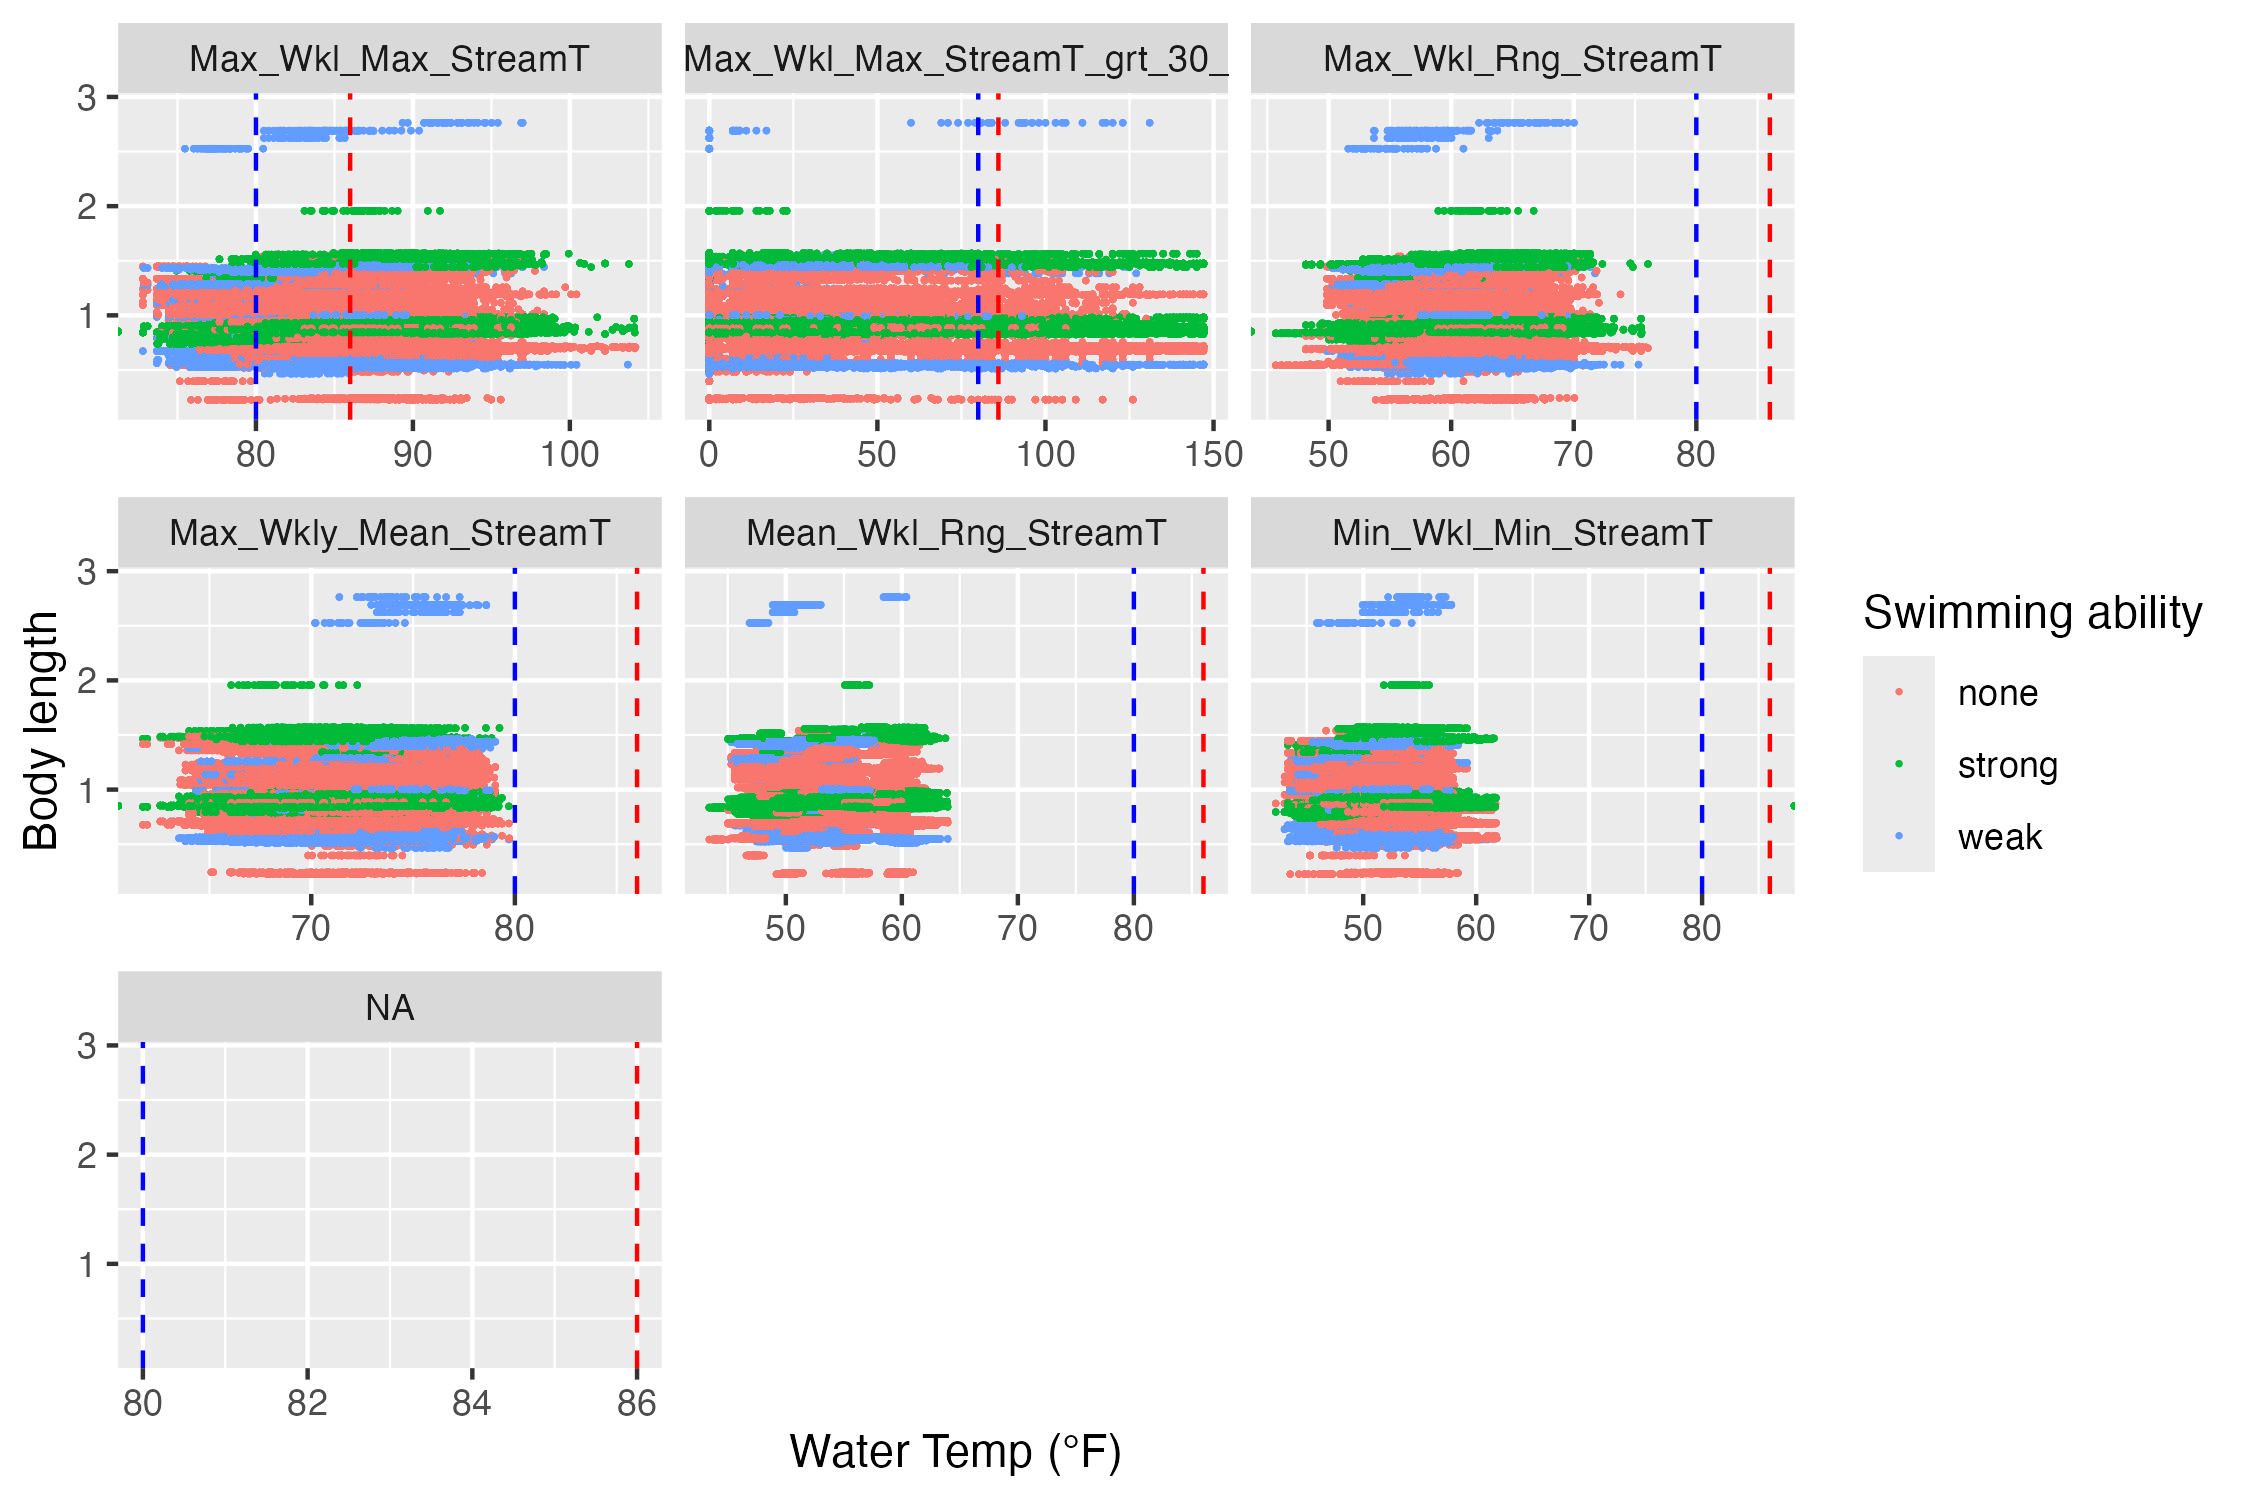 Max_Wkl_Max_StreamT
Max_Wkl_Max_StreamT_grt_30_
Max_Wkl_Rng_StreamT
3
2
1
80 90 100
0 50 100 150
50 60 70 80
Max_Wkly_Mean_StreamT
Mean_Wkl_Rng_StreamT
Min_Wkl_Min_StreamT
3
2
1
70 80
50 60 70 80
50 60 70 80
NA
3
2
1
80 82 84 86
Body length
Water Temp (°F)
Swimming ability
none
strong
weak